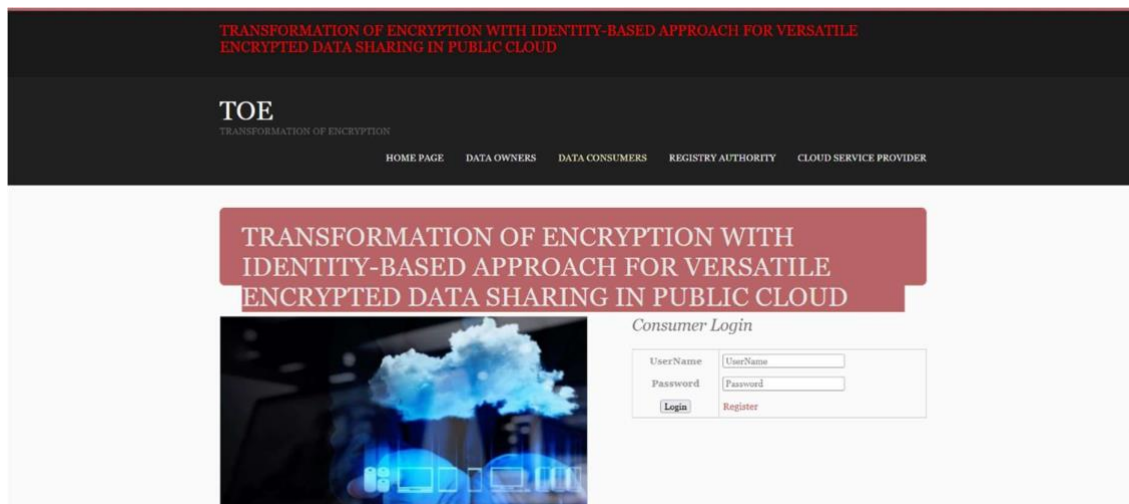 TRANSFORMATION OF ENCRYPTION WITH IDENTITY-BASED APPROACH FOR VERSATILE
ENCRYPTED DATA SHARING IN PUBLIC CLOUD
TOE
TRANSFORMATION OF ENCRYPTION
HOME PAGE DATA OWNERS DATA CONSUMERS REGISTRY AUTHORITY CLOUD SERVICE PROVIDER
TRANSFORMATION OF ENCRYPTION WITH
IDENTITY-BASED APPROACH FOR VERSATILE
ENCRYPTED DATA SHARING IN PUBLIC CLOUD
Consumer Login
UserName UserName
Password Password
Login Register